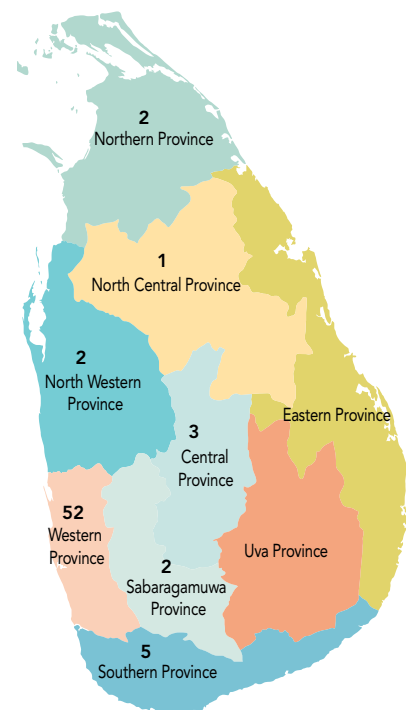 2
Northern Province
1
North Central Province
2
North Western
Province
Eastern Province
3
Central
Province
52
Western
Province
Uva Province
2
Sabaragamuwa
Province
5
Southern Province